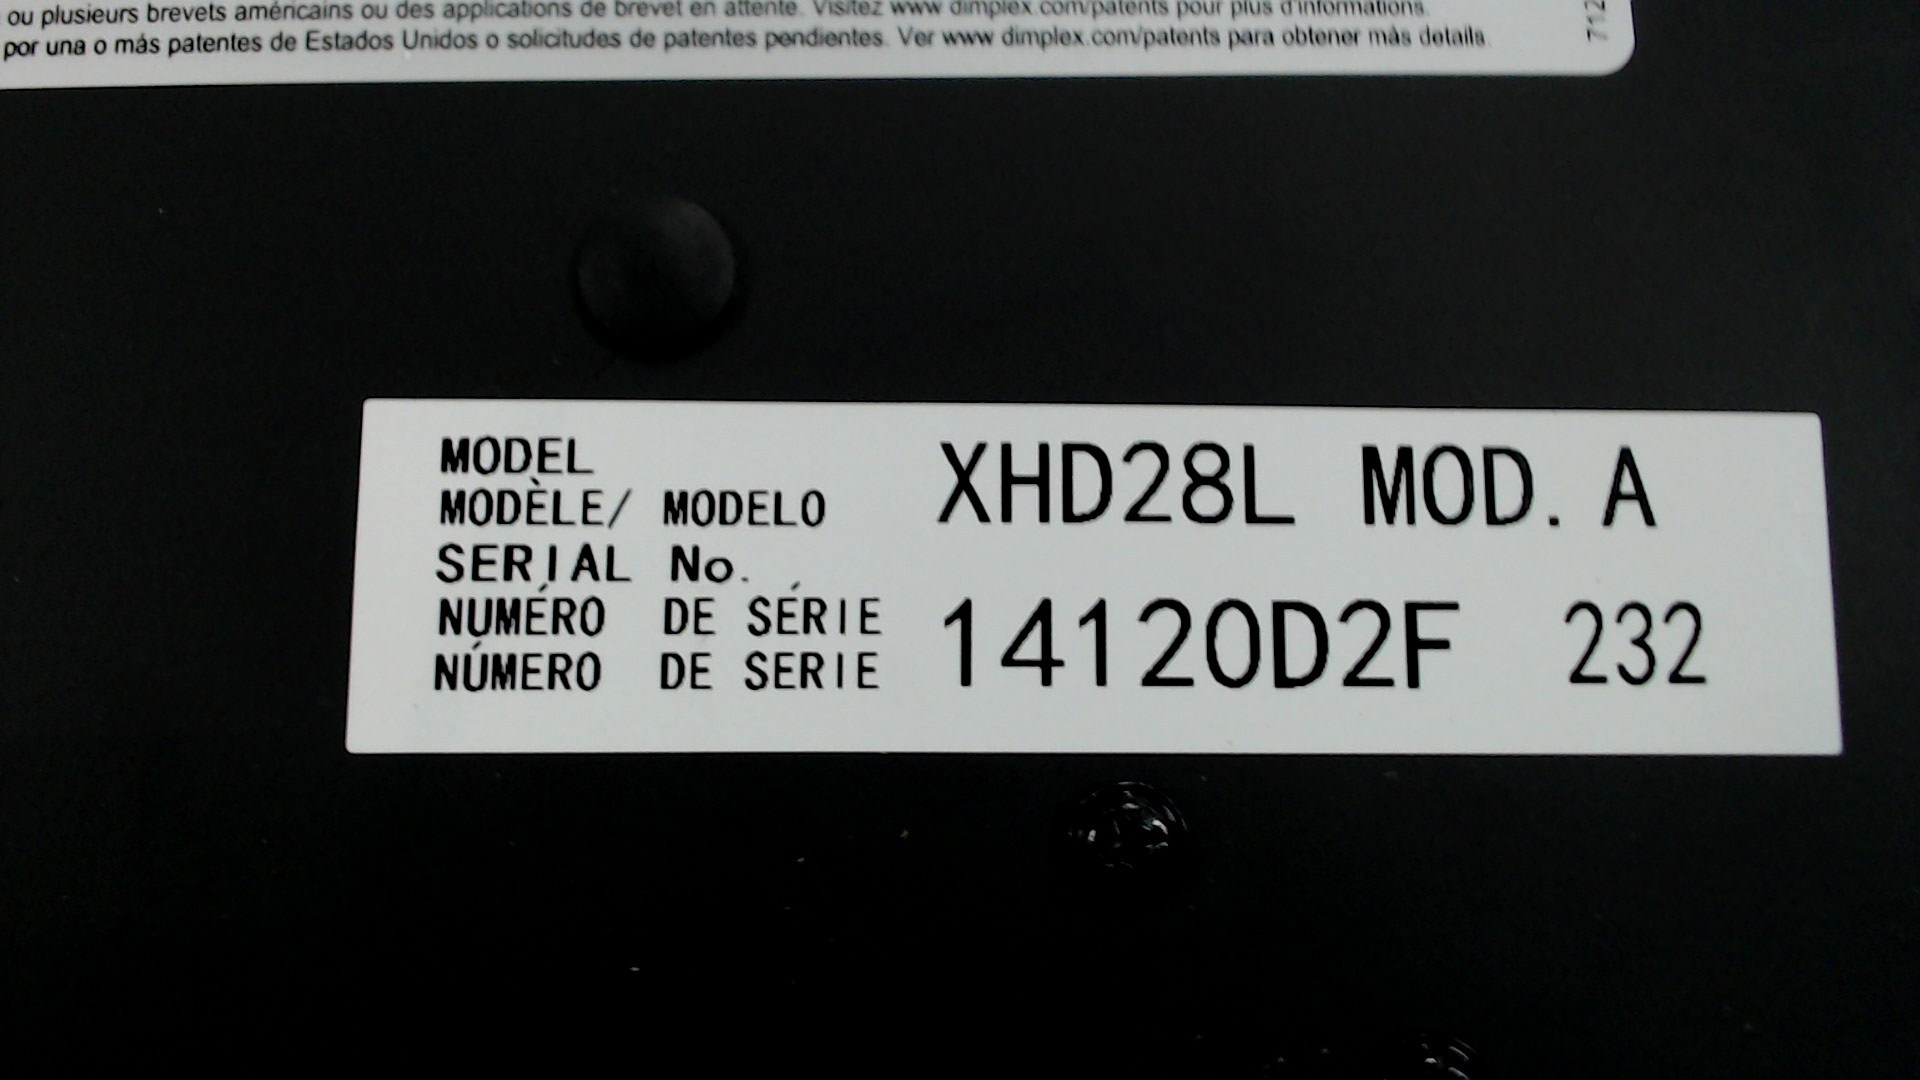 ou plusieurs brevets américains ou des applications de brevet en attente. Visitez www dimplex.com/patents pour plus d'informations.
por una o más patentes de Estados Unidos o solicitudes de patentes pendientes. Ver www dimplex.com/patents para obtener más details.
712
MODEL
MODÈLE/ MODELO XHD28L MOD. A
SERIAL No.
NUMÉRO DE SÉRIE 14120D2F 232
NÚMERO DE SERIE